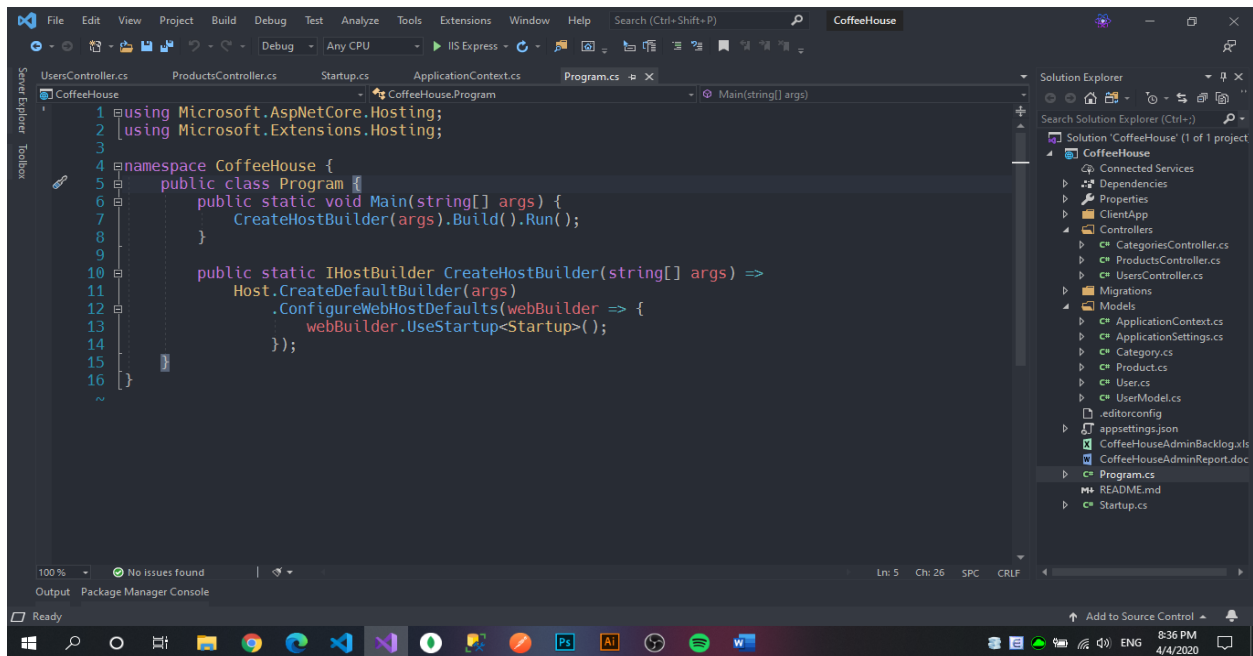 File Edit View Project Build Debug Test Analyze Tools Extensions Window Help Search (Ctrl+Shift+P) CoffeeHouse
Debug Any CPU IIS Express
Server Explorer
Toolbox
UsersController.cs ProductsController.cs Startup.cs ApplicationContext.cs Program.cs
CoffeeHouse CoffeeHouse.Program Main(string[] args)
1 using Microsoft.AspNetCore.Hosting;
2 using Microsoft.Extensions.Hosting;
3
4 namespace CoffeeHouse {
5 public class Program {
6 public static void Main(string[] args) {
7 CreateHostBuilder(args).Build().Run();
8 }
9
10 public static IHostBuilder CreateHostBuilder(string[] args) =>
11 Host.CreateDefaultBuilder(args)
12 .ConfigureWebHostDefaults(webBuilder => {
13 webBuilder.UseStartup<Startup>();
14 });
15 }
16 }
~
100 % No issues found Ln: 5 Ch: 26 SPC CRLF
Output Package Manager Console
Solution Explorer
Search Solution Explorer (Ctrl+;)
Solution 'CoffeeHouse' (1 of 1 project
CoffeeHouse
Connected Services
Dependencies
Properties
ClientApp
Controllers
C# CategoriesController.cs
C# ProductsController.cs
C# UsersController.cs
Migrations
Models
C# ApplicationContext.cs
C# ApplicationSettings.cs
C# Category.cs
C# Product.cs
C# User.cs
C# UserModel.cs
.editorconfig
appsettings.json
CoffeeHouseAdminBacklog.xls
CoffeeHouseAdminReport.doc
C# Program.cs
M↓ README.md
C# Startup.cs
Ready Add to Source Control
Ps Ai W ENG 8:36 PM
4/4/2020